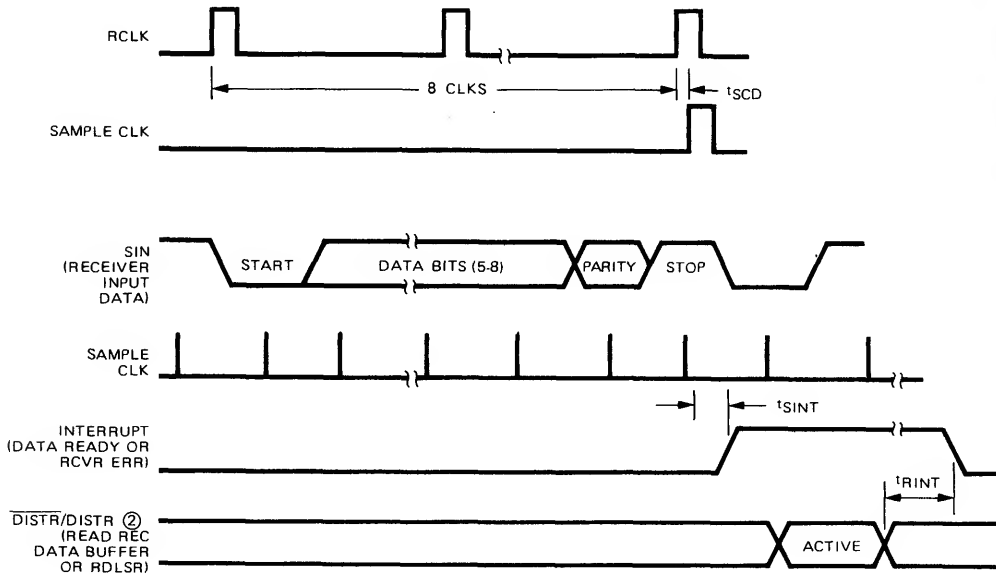 RCLK
8 CLKS
tSCD
SAMPLE CLK
SIN
(RECEIVER
INPUT
DATA)
START
DATA BITS (5-8)
PARITY
STOP
SAMPLE
CLK
tSINT
INTERRUPT
(DATA READY OR
RCVR ERR)
tRINT
DISTR/DISTR ②
(READ REC
DATA BUFFER
OR RDLSR)
ACTIVE